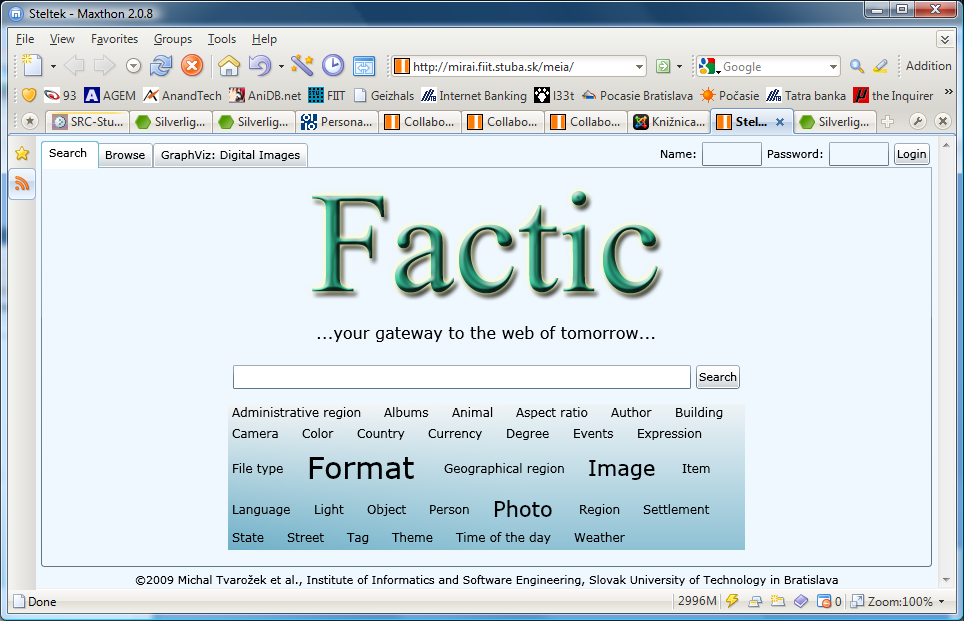 Steltek - Maxthon 2.0.8
File View Favorites Groups Tools Help
http://mirai.fiit.stuba.sk/meia/ Google Addition
93 AGEM AnandTech AniDB.net FIIT Geizhals Internet Banking l33t Pocasie Bratislava Počasie Tatra banka the Inquirer »
SRC-Stu... Silverlig... Silverlig... Persona... Collabo... Collabo... Collabo... Knižnica... Stel... Silverlig...
Search Browse GraphViz: Digital Images Name: Password: Login
Factic
...your gateway to the web of tomorrow...
Search
Administrative region Albums Animal Aspect ratio Author Building
Camera Color Country Currency Degree Events Expression
File type Format Geographical region Image Item
Language Light Object Person Photo Region Settlement
State Street Tag Theme Time of the day Weather
©2009 Michal Tvarožek et al., Institute of Informatics and Software Engineering, Slovak University of Technology in Bratislava
Done 2996M 0 Zoom:100%